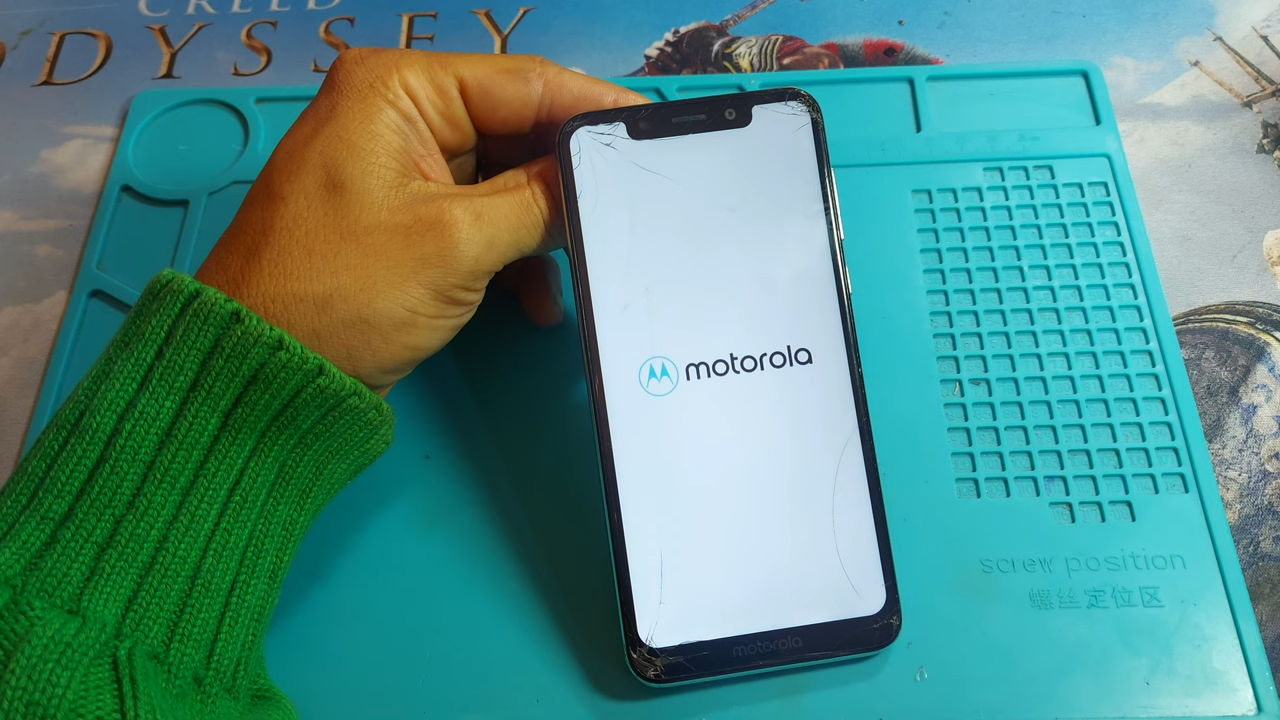 CREED
ODYSSEY
motorola
motorola
screw position
螺丝定位区